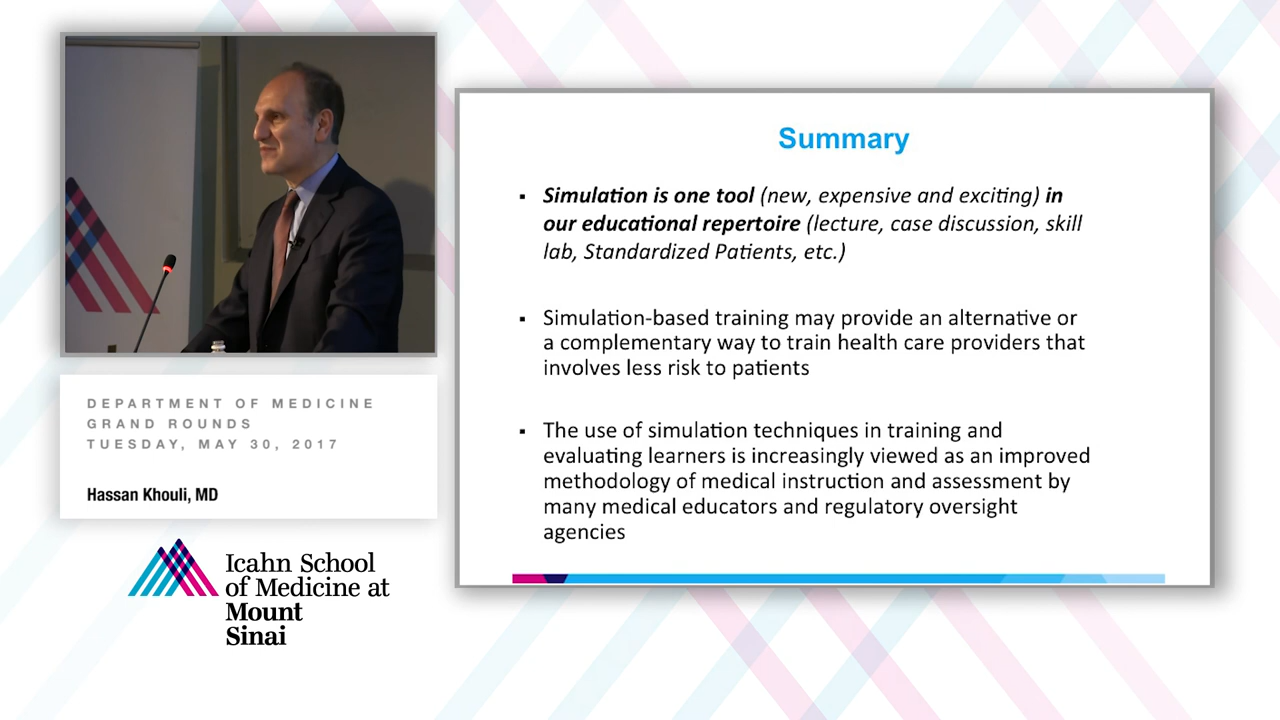 DEPARTMENT OF MEDICINE
GRAND ROUNDS
TUESDAY, MAY 30, 2017
Hassan Khouli, MD
Icahn School
of Medicine at
Mount
Sinai
Summary
▪ Simulation is one tool (new, expensive and exciting) in
our educational repertoire (lecture, case discussion, skill
lab, Standardized Patients, etc.)
▪ Simulation-based training may provide an alternative or
a complementary way to train health care providers that
involves less risk to patients
▪ The use of simulation techniques in training and
evaluating learners is increasingly viewed as an improved
methodology of medical instruction and assessment by
many medical educators and regulatory oversight
agencies